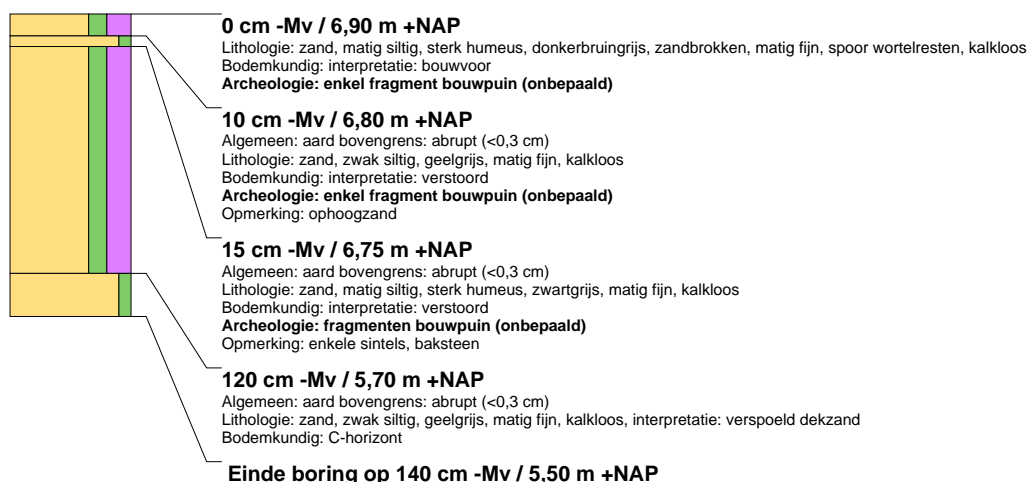 0 cm -Mv / 6,90 m +NAP
Lithologie: zand, matig siltig, sterk humeus, donkerbruingrijs, zandbrokken, matig fijn, spoor wortelresten, kalkloos
Bodemkundig: interpretatie: bouwvoor
Archeologie: enkel fragment bouwpuin (onbepaald)
10 cm -Mv / 6,80 m +NAP
Algemeen: aard bovengrens: abrupt (<0,3 cm)
Lithologie: zand, zwak siltig, geelgrijs, matig fijn, kalkloos
Bodemkundig: interpretatie: verstoord
Archeologie: enkel fragment bouwpuin (onbepaald)
Opmerking: ophoogzand
15 cm -Mv / 6,75 m +NAP
Algemeen: aard bovengrens: abrupt (<0,3 cm)
Lithologie: zand, matig siltig, sterk humeus, zwartgrijs, matig fijn, kalkloos
Bodemkundig: interpretatie: verstoord
Archeologie: fragmenten bouwpuin (onbepaald)
Opmerking: enkele sintels, baksteen
120 cm -Mv / 5,70 m +NAP
Algemeen: aard bovengrens: abrupt (<0,3 cm)
Lithologie: zand, zwak siltig, geelgrijs, matig fijn, kalkloos, interpretatie: verspoeld dekzand
Bodemkundig: C-horizont
Einde boring op 140 cm -Mv / 5,50 m +NAP